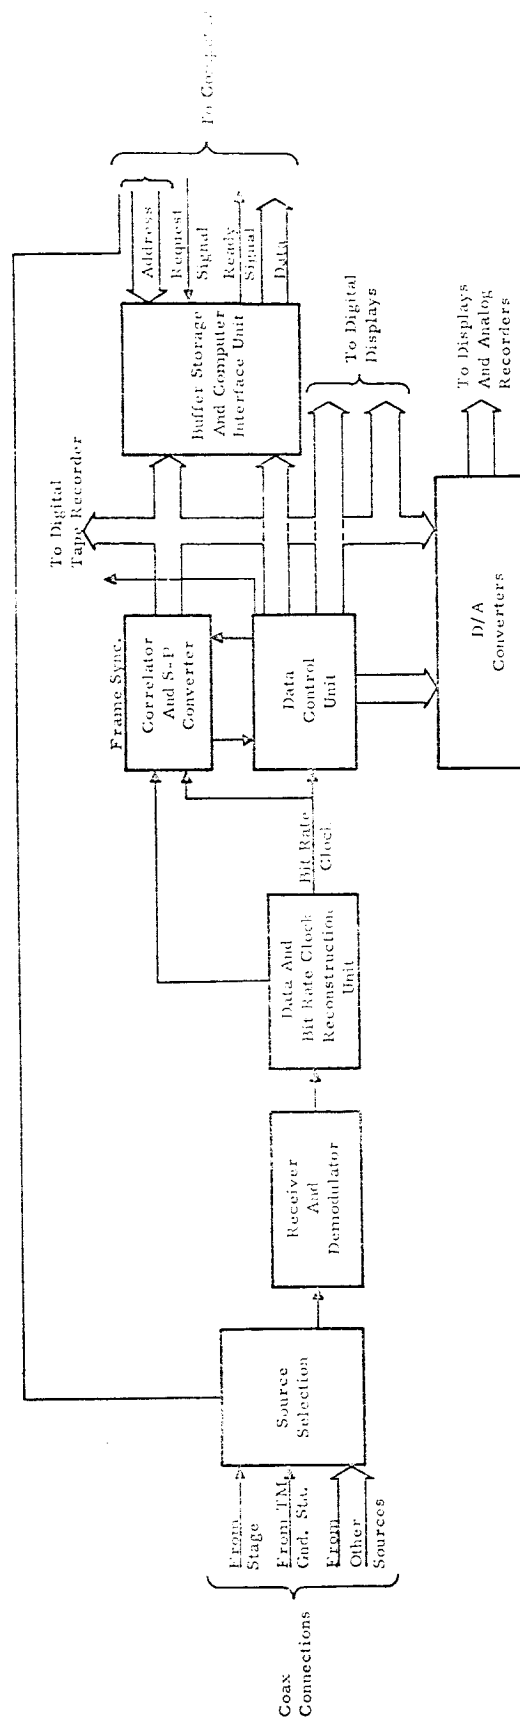 Coax
Connections
From
Stage
From TM
Gnd. Sta.
From
Other
Sources
Source
Selection
Receiver
And
Demodulator
Data And
Bit Rate Clock
Reconstruction
Unit
Bit Rate
Clock
Frame Sync.
Correlator
And S-P
Converter
Data
Control
Unit
D/A
Converters
To Digital
Tape Recorder
Buffer Storage
And Computer
Interface Unit
Address
Request
Signal
Ready
Signal
Data
To Computer
To Digital
Displays
To Displays
And Analog
Recorders